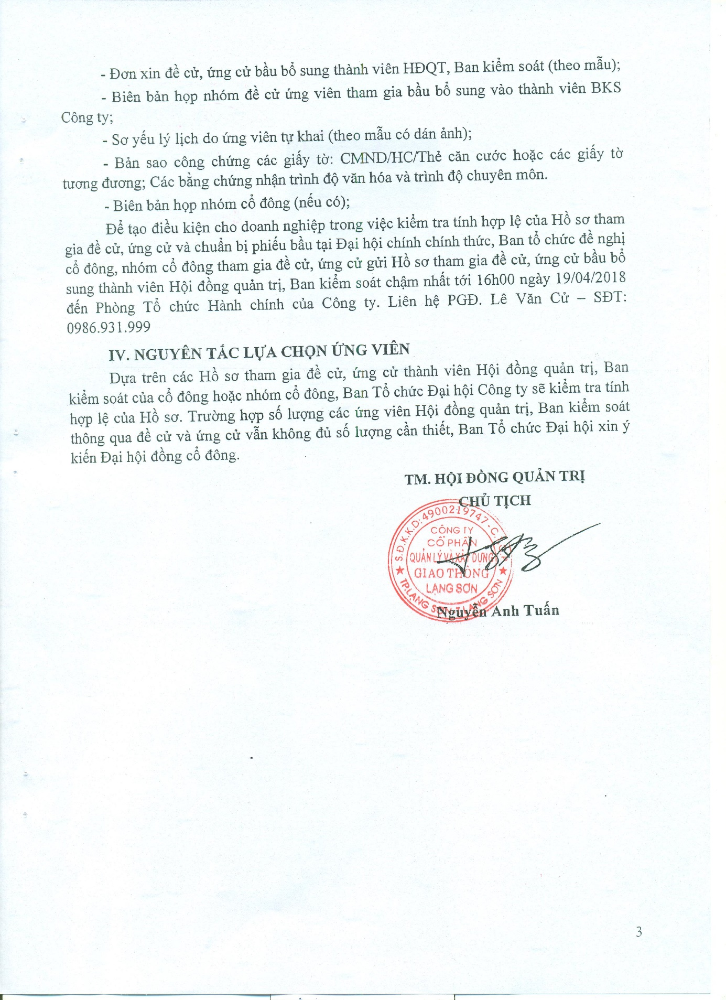 - Đơn xin đề cử, ứng cử bầu bổ sung thành viên HĐQT, Ban kiểm soát (theo mẫu);
- Biên bản họp nhóm đề cử ứng viên tham gia bầu bổ sung vào thành viên BKS
Công ty;
- Sơ yếu lý lịch do ứng viên tự khai (theo mẫu có dán ảnh);
- Bản sao công chứng các giấy tờ: CMND/HC/Thẻ căn cước hoặc các giấy tờ
tương đương; Các bằng chứng nhận trình độ văn hóa và trình độ chuyên môn.
- Biên bản họp nhóm cổ đông (nếu có);
Để tạo điều kiện cho doanh nghiệp trong việc kiểm tra tính hợp lệ của Hồ sơ tham
gia đề cử, ứng cử và chuẩn bị phiếu bầu tại Đại hội chính chính thức, Ban tổ chức đề nghị
cổ đông, nhóm cổ đông tham gia đề cử, ứng cử gửi Hồ sơ tham gia đề cử, ứng cử bầu bổ
sung thành viên Hội đồng quản trị, Ban kiểm soát chậm nhất tới 16h00 ngày 19/04/2018
đến Phòng Tổ chức Hành chính của Công ty. Liên hệ PGĐ. Lê Văn Cử – SĐT:
0986.931.999
IV. NGUYÊN TẮC LỰA CHỌN ỨNG VIÊN
Dựa trên các Hồ sơ tham gia đề cử, ứng cử thành viên Hội đồng quản trị, Ban
kiểm soát của cổ đông hoặc nhóm cổ đông, Ban Tổ chức Đại hội Công ty sẽ kiểm tra tính
hợp lệ của Hồ sơ. Trường hợp số lượng các ứng viên Hội đồng quản trị, Ban kiểm soát
thông qua đề cử và ứng cử vẫn không đủ số lượng cần thiết, Ban Tổ chức Đại hội xin ý
kiến Đại hội đồng cổ đông.
TM. HỘI ĐỒNG QUẢN TRỊ
CHỦ TỊCH
S.Đ.K.K.D: 4900219747 - C.
CÔNG TY
CỔ PHẦN
QUẢN LÝ VÀ XÂY DỰNG
GIAO THÔNG
LẠNG SƠN
TP.LẠNG SƠN-T.LẠNG SƠN
Nguyễn Anh Tuấn
3